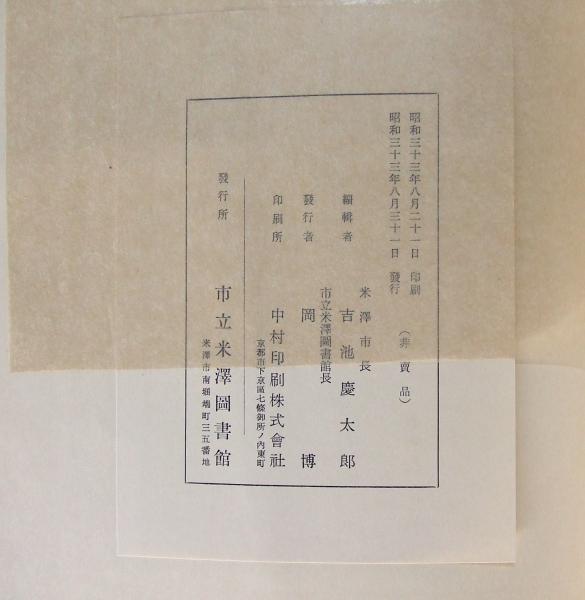 昭和三十三年八月二十一日 印刷
昭和三十三年八月三十一日 發行
(非賣品)
米澤市長
編輯者 吉池慶太郎
市立米澤圖書館長
發行者 岡 博
印刷所 中村印刷株式會社
京都市下京區七條御所ノ內東町
發行所 市立米澤圖書館
米澤市南堀端町三五番地